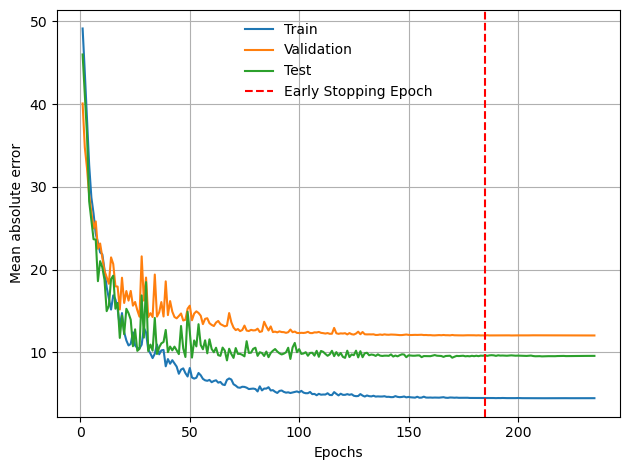 50
40
30
20
10
0
50
100
150
200
Mean absolute error
Epochs
Train
Validation
Test
Early Stopping Epoch